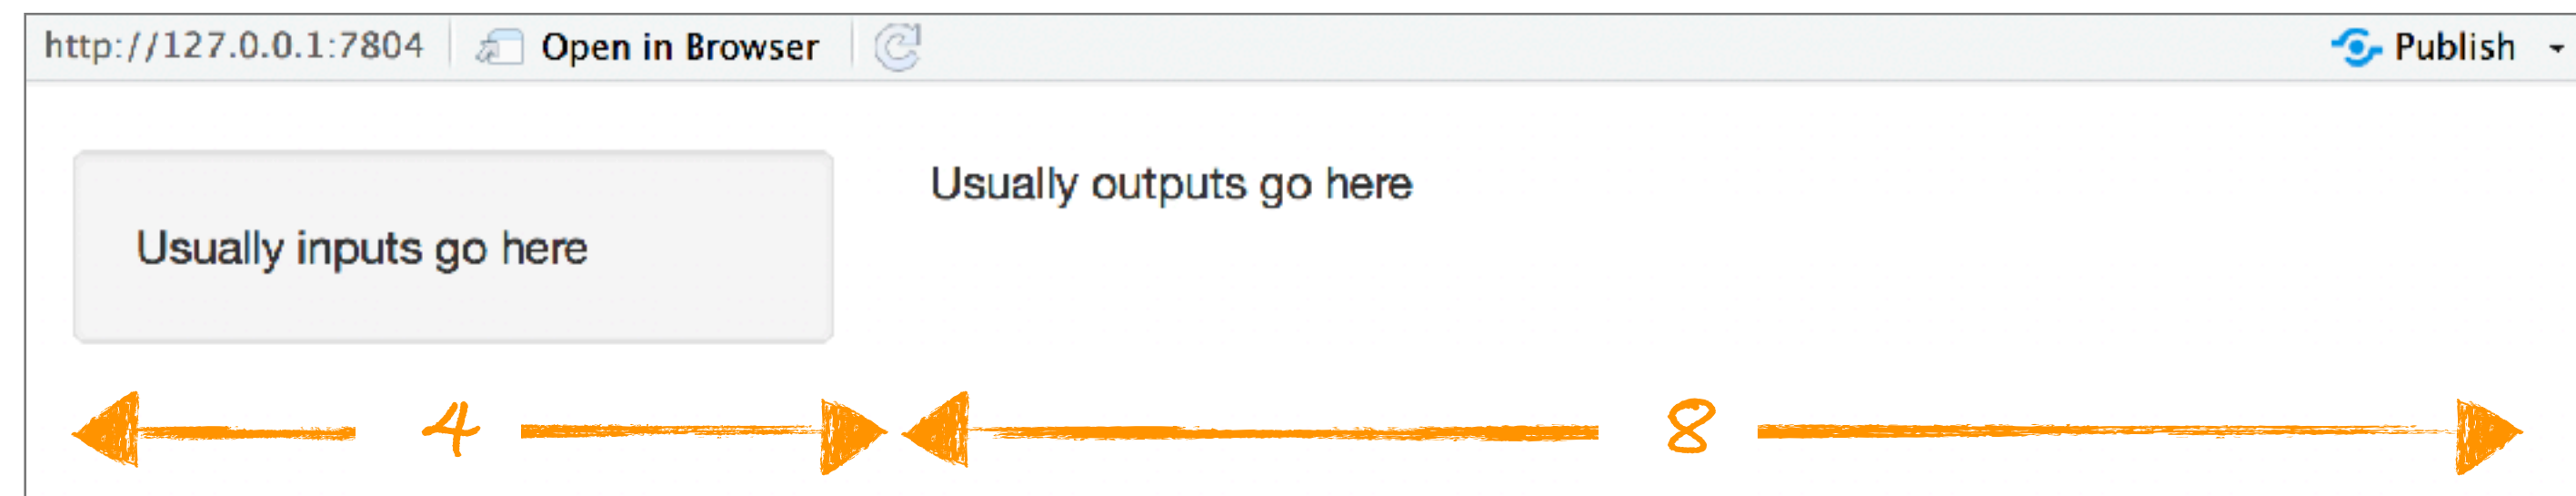 http://127.0.0.1:7804 Open in Browser Publish
Usually inputs go here
Usually outputs go here
4 8